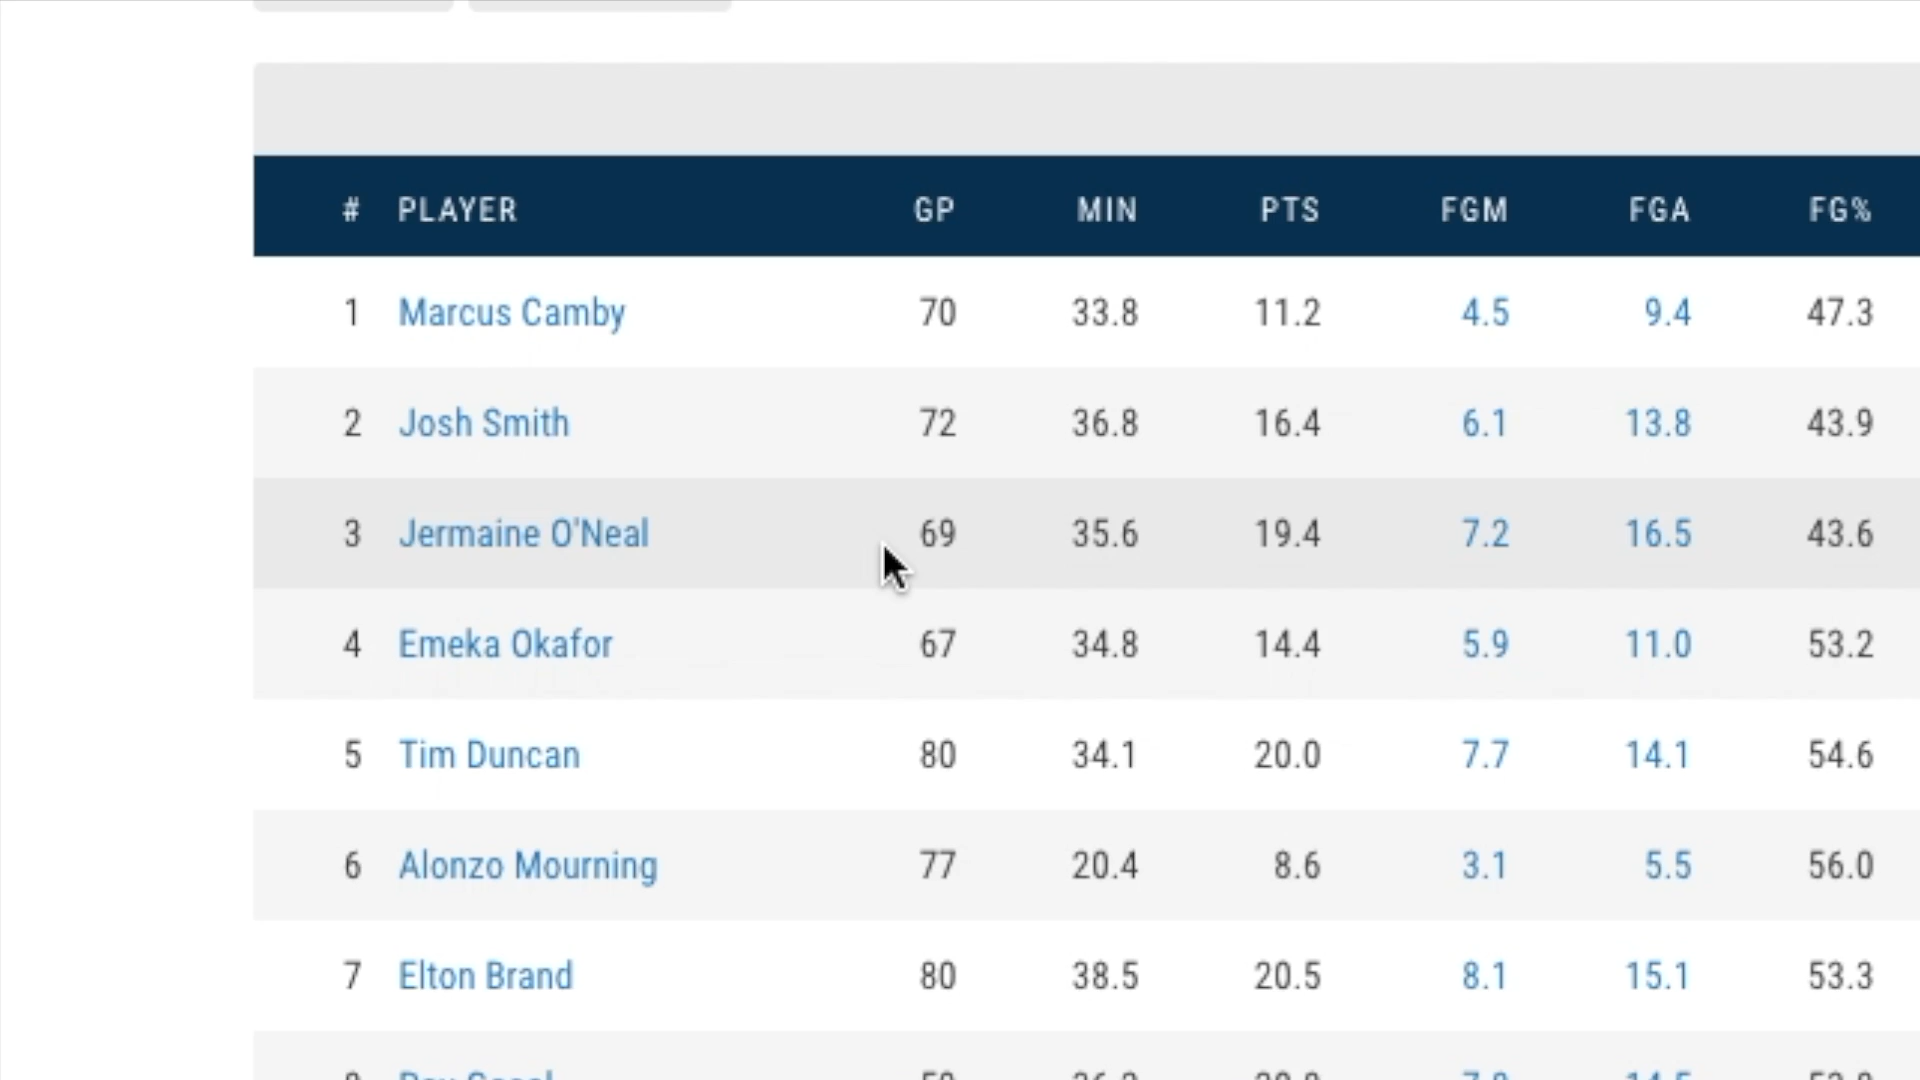 # PLAYER GP MIN PTS FGM FGA FG%
1 Marcus Camby 70 33.8 11.2 4.5 9.4 47.3
2 Josh Smith 72 36.8 16.4 6.1 13.8 43.9
3 Jermaine O'Neal 69 35.6 19.4 7.2 16.5 43.6
4 Emeka Okafor 67 34.8 14.4 5.9 11.0 53.2
5 Tim Duncan 80 34.1 20.0 7.7 14.1 54.6
6 Alonzo Mourning 77 20.4 8.6 3.1 5.5 56.0
7 Elton Brand 80 38.5 20.5 8.1 15.1 53.3